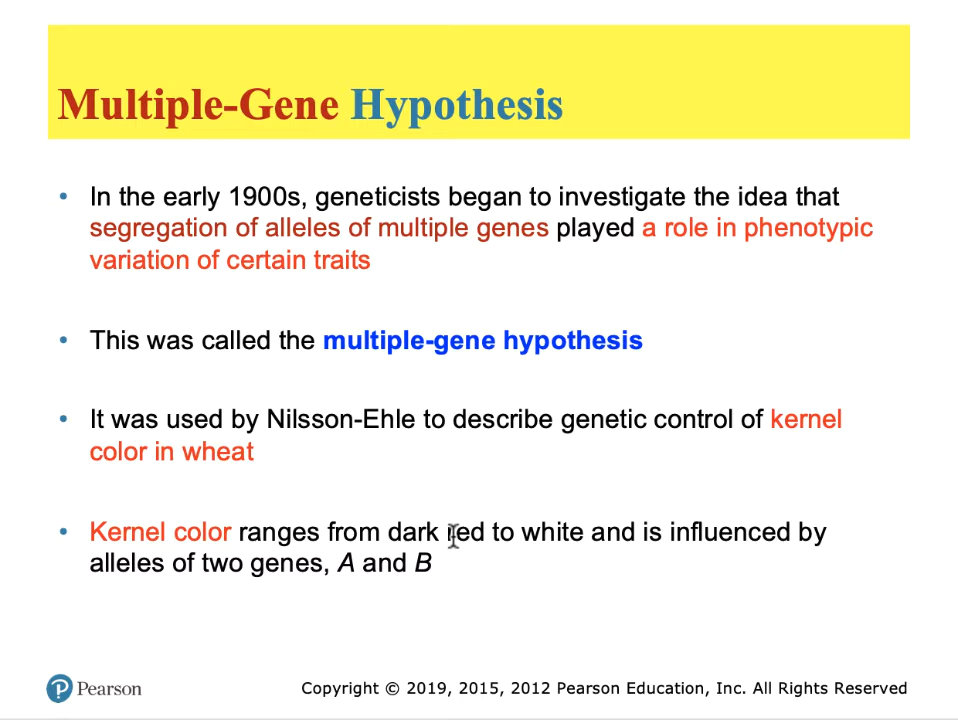 Multiple-Gene Hypothesis
• In the early 1900s, geneticists began to investigate the idea that
segregation of alleles of multiple genes played a role in phenotypic
variation of certain traits
• This was called the multiple-gene hypothesis
• It was used by Nilsson-Ehle to describe genetic control of kernel
color in wheat
• Kernel color ranges from dark red to white and is influenced by
alleles of two genes, A and B
Pearson
Copyright © 2019, 2015, 2012 Pearson Education, Inc. All Rights Reserved